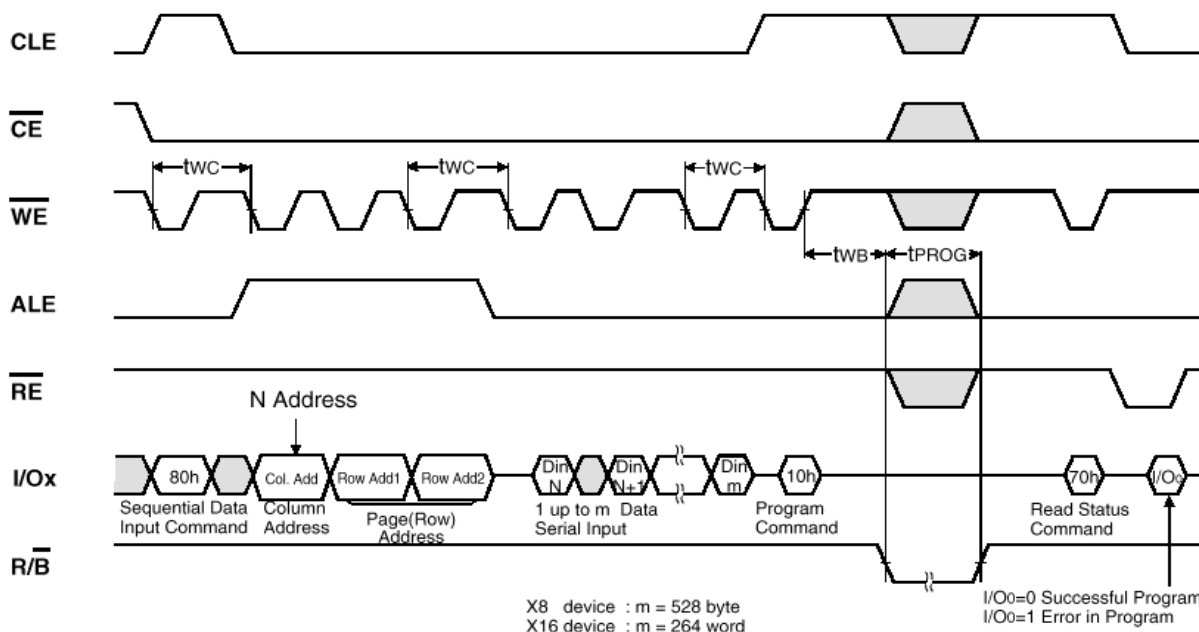 CLE
CE
tWC
tWC
tWC
WE
tWB
tPROG
ALE
RE
N Address
I/Ox
80h
Col. Add
Row Add1
Row Add2
Din
N
Din
N+1
Din
m
10h
70h
I/O0
Sequential Data
Input Command
Column
Address
Page(Row)
Address
1 up to m Data
Serial Input
Program
Command
Read Status
Command
R/B
X8 device : m = 528 byte
X16 device : m = 264 word
I/O0=0 Successful Program
I/O0=1 Error in Program